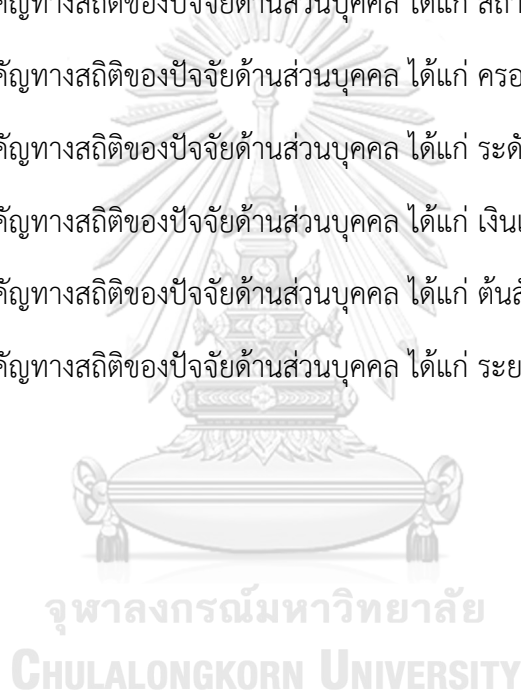 คัญทางสถิติของปัจจัยด้านส่วนบุคคล ได้แก่ สถา
คัญทางสถิติของปัจจัยด้านส่วนบุคคล ได้แก่ ครอ
คัญทางสถิติของปัจจัยด้านส่วนบุคคล ได้แก่ ระดั
คัญทางสถิติของปัจจัยด้านส่วนบุคคล ได้แก่ เงินเ
คัญทางสถิติของปัจจัยด้านส่วนบุคคล ได้แก่ ต้นสั
คัญทางสถิติของปัจจัยด้านส่วนบุคคล ได้แก่ ระย
จุฬาลงกรณ์มหาวิทยาลัย
CHULALONGKORN UNIVERSITY